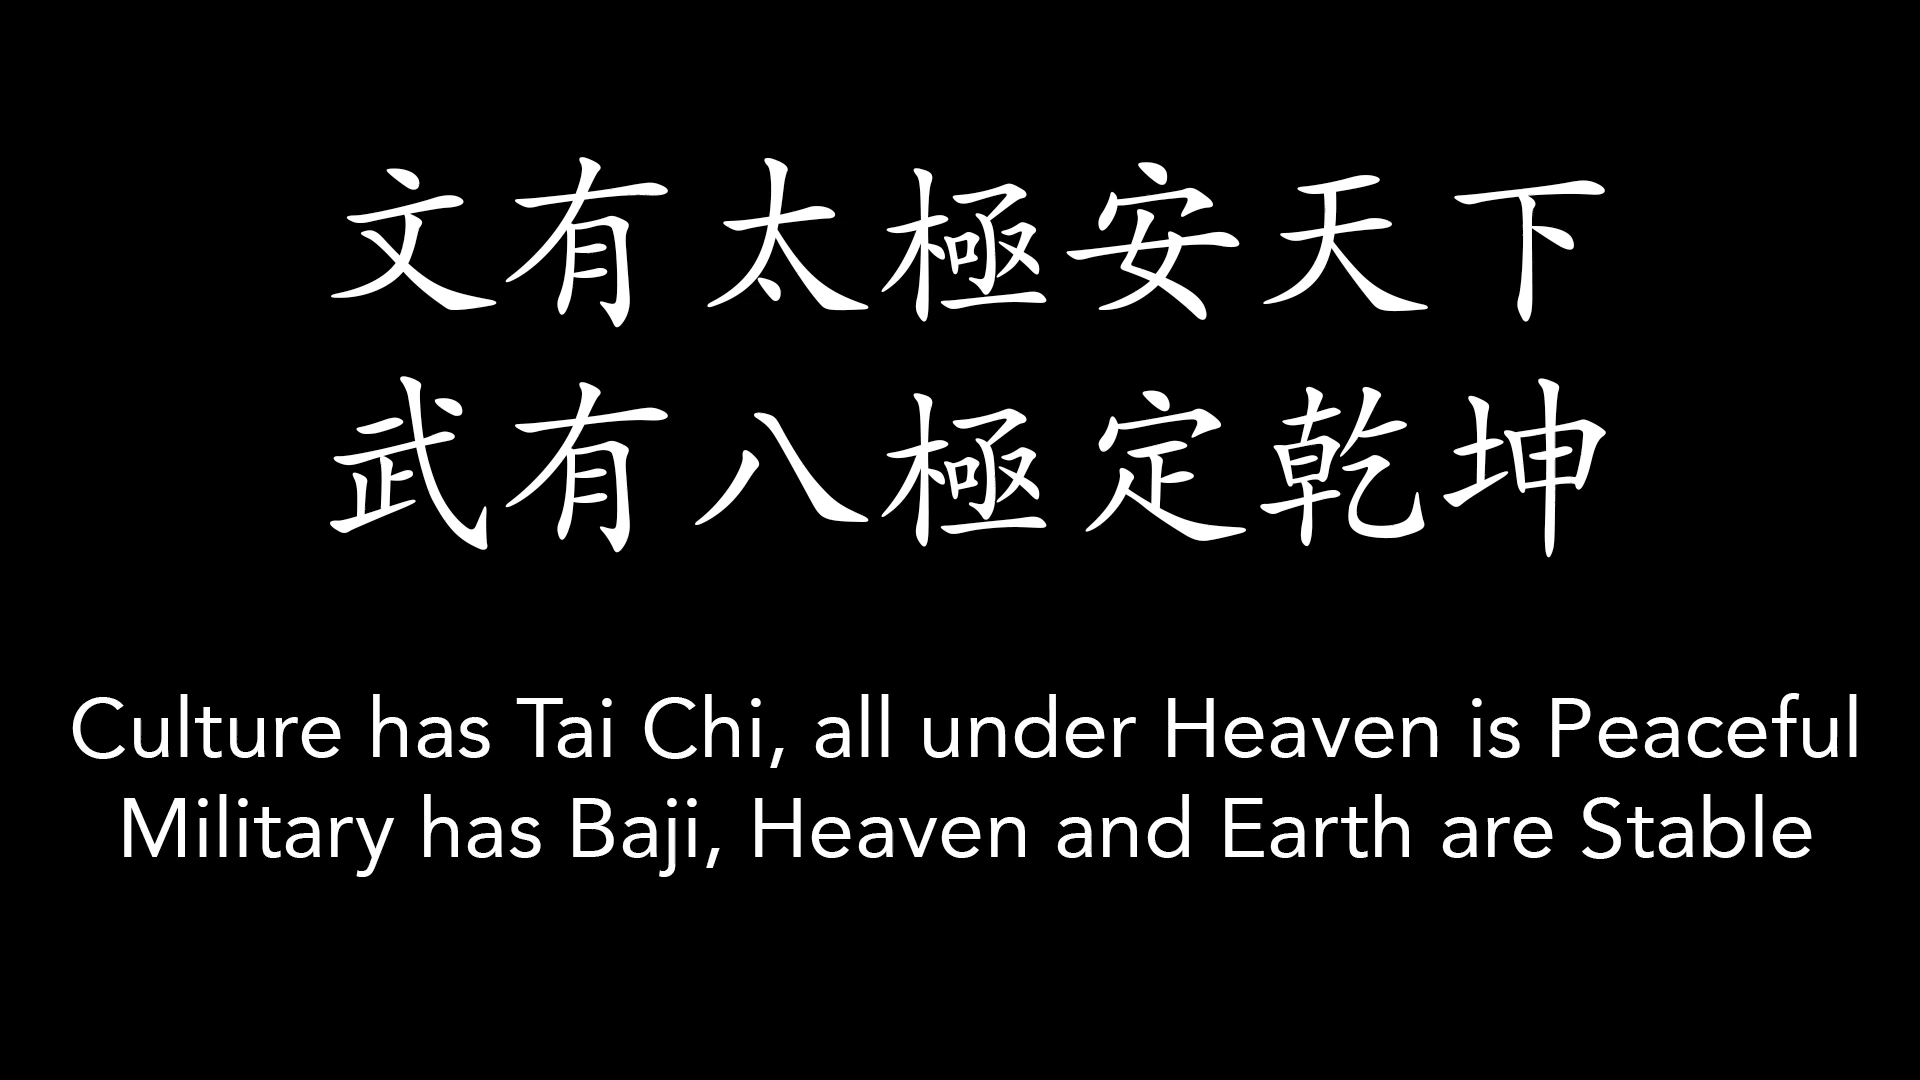 文有太極安天下
武有八極定乾坤
Culture has Tai Chi, all under Heaven is Peaceful
Military has Baji, Heaven and Earth are Stable